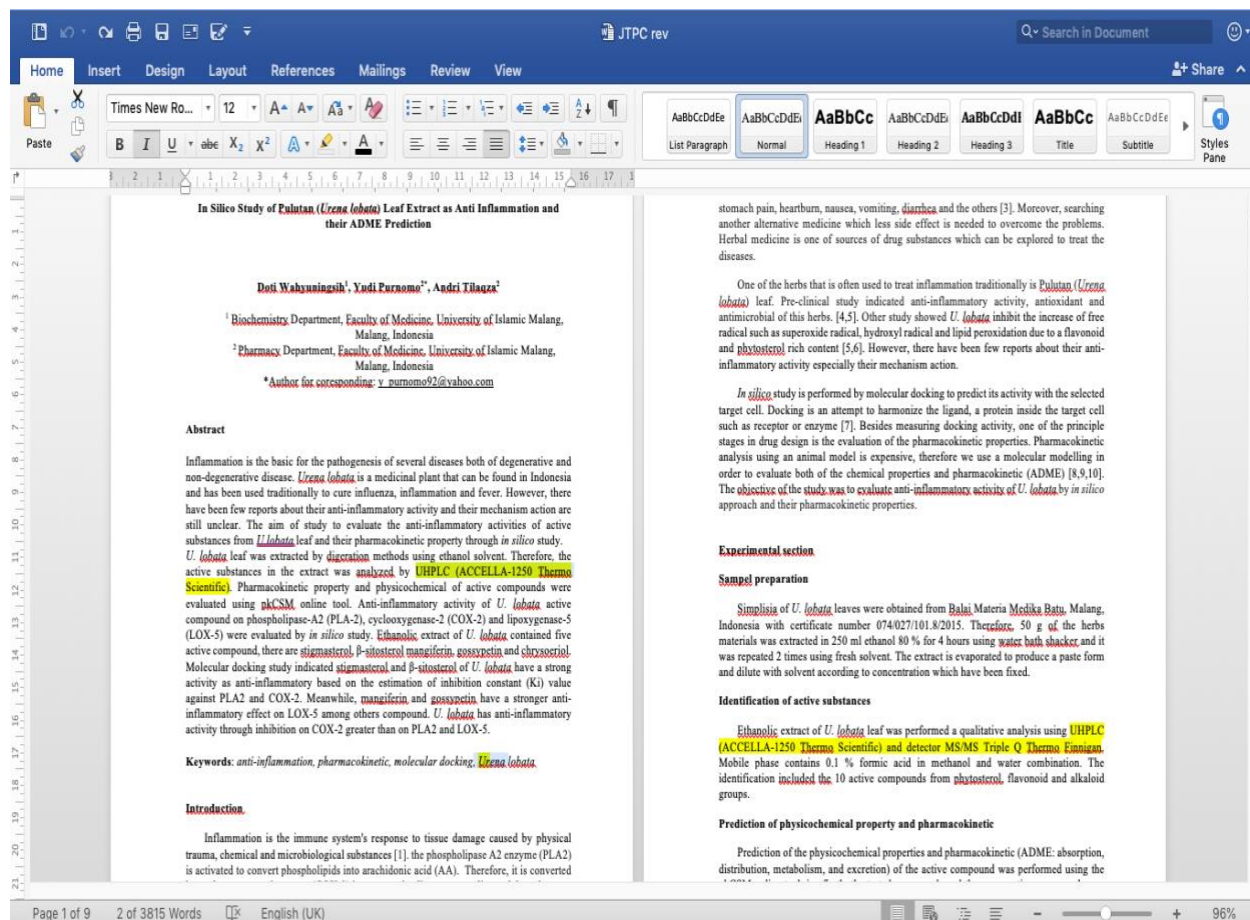 JTPC rev
Search in Document
Home Insert Design Layout References Mailings Review View
Share
Paste
Times New Ro... 12
B I U abc X2 X2 A A
AaBbCcDdEe AaBbCcDdEe AaBbCc AaBbCcDdEe AaBbCcDdE AaBbCc AaBbCcDdEe
List Paragraph Normal Heading 1 Heading 2 Heading 3 Title Subtitle
Styles
Pane
3 2 1 1 2 3 4 5 6 7 8 9 10 11 12 13 14 15 16 17 1
In Silico Study of Pulutan (Urena lobata) Leaf Extract as Anti Inflammation and
their ADME Prediction
Doti Wahyuningsih1, Yudi Purnomo2*, Andri Tilaqza2
1 Biochemistry Department, Faculty of Medicine, University of Islamic Malang,
Malang, Indonesia
2 Pharmacy Department, Faculty of Medicine, University of Islamic Malang,
Malang, Indonesia
*Author for coresponding: y_purnomo92@yahoo.com
Abstract
Inflammation is the basic for the pathogenesis of several diseases both of degenerative and
non-degenerative disease. Urena lobata is a medicinal plant that can be found in Indonesia
and has been used traditionally to cure influenza, inflammation and fever. However, there
have been few reports about their anti-inflammatory activity and their mechanism action are
still unclear. The aim of study to evaluate the anti-inflammatory activities of active
substances from U.lobata leaf and their pharmacokinetic property through in silico study.
U. lobata leaf was extracted by digeration methods using ethanol solvent. Therefore, the
active substances in the extract was analyzed by UHPLC (ACCELLA-1250 Thermo
Scientific). Pharmacokinetic property and physicochemical of active compounds were
evaluated using pkCSM online tool. Anti-inflammatory activity of U. lobata active
compound on phospholipase-A2 (PLA-2), cyclooxygenase-2 (COX-2) and lipoxygenase-5
(LOX-5) were evaluated by in silico study. Ethanolic extract of U. lobata contained five
active compound, there are stigmasterol, β-sitosterol mangiferin, gossypetin and chrysoeriol.
Molecular docking study indicated stigmasterol and β-sitosterol of U. lobata have a strong
activity as anti-inflammatory based on the estimation of inhibition constant (Ki) value
against PLA2 and COX-2. Meanwhile, mangiferin and gossypetin have a stronger anti-
inflammatory effect on LOX-5 among others compound. U. lobata has anti-inflammatory
activity through inhibition on COX-2 greater than on PLA2 and LOX-5.
Keywords: anti-inflammation, pharmacokinetic, molecular docking, Urena lobata
Introduction
Inflammation is the immune system's response to tissue damage caused by physical
trauma, chemical and microbiological substances [1]. the phospholipase A2 enzyme (PLA2)
is activated to convert phospholipids into arachidonic acid (AA). Therefore, it is converted
stomach pain, heartburn, nausea, vomiting, diarrhea and the others [3]. Moreover, searching
another alternative medicine which less side effect is needed to overcome the problems.
Herbal medicine is one of sources of drug substances which can be explored to treat the
diseases.
One of the herbs that is often used to treat inflammation traditionally is Pulutan (Urena
lobata) leaf. Pre-clinical study indicated anti-inflammatory activity, antioxidant and
antimicrobial of this herbs. [4,5]. Other study showed U. lobata inhibit the increase of free
radical such as superoxide radical, hydroxyl radical and lipid peroxidation due to a flavonoid
and phytosterol rich content [5,6]. However, there have been few reports about their anti-
inflammatory activity especially their mechanism action.
In silico study is performed by molecular docking to predict its activity with the selected
target cell. Docking is an attempt to harmonize the ligand, a protein inside the target cell
such as receptor or enzyme [7]. Besides measuring docking activity, one of the principle
stages in drug design is the evaluation of the pharmacokinetic properties. Pharmacokinetic
analysis using an animal model is expensive, therefore we use a molecular modelling in
order to evaluate both of the chemical properties and pharmacokinetic (ADME) [8,9,10].
The objective of the study was to evaluate anti-inflammatory activity of U. lobata by in silico
approach and their pharmacokinetic properties.
Experimental section
Sampel preparation
Simplisia of U. lobata leaves were obtained from Balai Materia Medika Batu, Malang,
Indonesia with certificate number 074/027/101.8/2015. Therefore, 50 g of the herbs
materials was extracted in 250 ml ethanol 80 % for 4 hours using water bath shacker and it
was repeated 2 times using fresh solvent. The extract is evaporated to produce a paste form
and dilute with solvent according to concentration which have been fixed.
Identification of active substances
Ethanolic extract of U. lobata leaf was performed a qualitative analysis using UHPLC
(ACCELLA-1250 Thermo Scientific) and detector MS/MS Triple Q Thermo Finnigan.
Mobile phase contains 0.1 % formic acid in methanol and water combination. The
identification included the 10 active compounds from phytosterol, flavonoid and alkaloid
groups.
Prediction of physicochemical property and pharmacokinetic
Prediction of the physicochemical properties and pharmacokinetic (ADME: absorption,
distribution, metabolism, and excretion) of the active compound was performed using the
Page 1 of 9 2 of 3815 Words English (UK) 96%